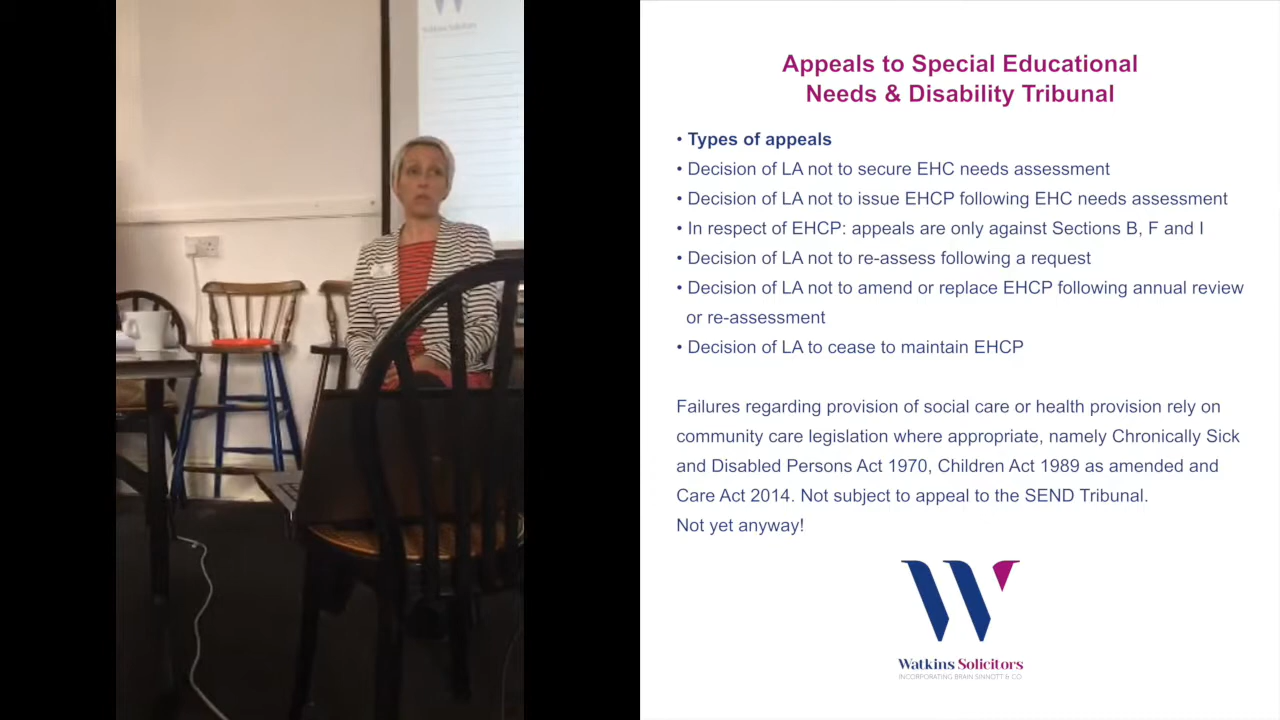 Watkins Solicitors
Appeals to Special Educational
Needs & Disability Tribunal
• Types of appeals
• Decision of LA not to secure EHC needs assessment
• Decision of LA not to issue EHCP following EHC needs assessment
• In respect of EHCP: appeals are only against Sections B, F and I
• Decision of LA not to re-assess following a request
• Decision of LA not to amend or replace EHCP following annual review
or re-assessment
• Decision of LA to cease to maintain EHCP
Failures regarding provision of social care or health provision rely on
community care legislation where appropriate, namely Chronically Sick
and Disabled Persons Act 1970, Children Act 1989 as amended and
Care Act 2014. Not subject to appeal to the SEND Tribunal.
Not yet anyway!
W
Watkins Solicitors
INCORPORATING BRAIN SINNOTT & CO